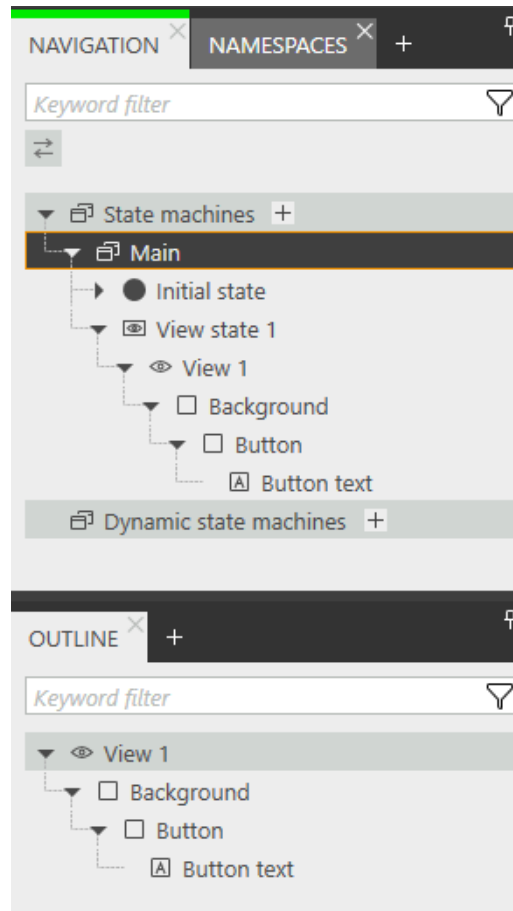 NAVIGATION NAMESPACES
Keyword filter
State machines
Main
Initial state
View state 1
View 1
Background
Button
A Button text
Dynamic state machines
OUTLINE
Keyword filter
View 1
Background
Button
A Button text